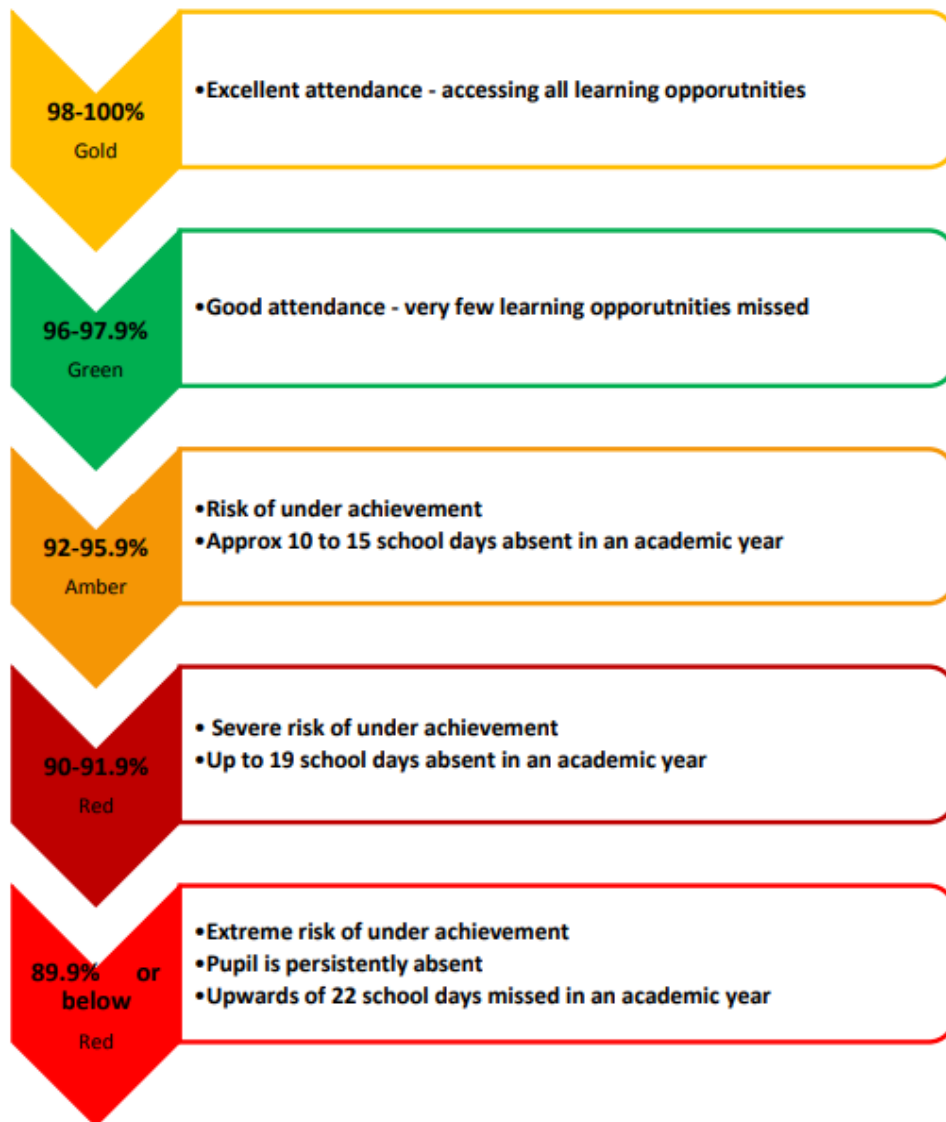 98-100%
Gold
•Excellent attendance - accessing all learning opporutnities
96-97.9%
Green
•Good attendance - very few learning opporutnities missed
92-95.9%
Amber
•Risk of under achievement
•Approx 10 to 15 school days absent in an academic year
90-91.9%
Red
• Severe risk of under achievement
•Up to 19 school days absent in an academic year
89.9% or
below
Red
•Extreme risk of under achievement
•Pupil is persistently absent
•Upwards of 22 school days missed in an academic year